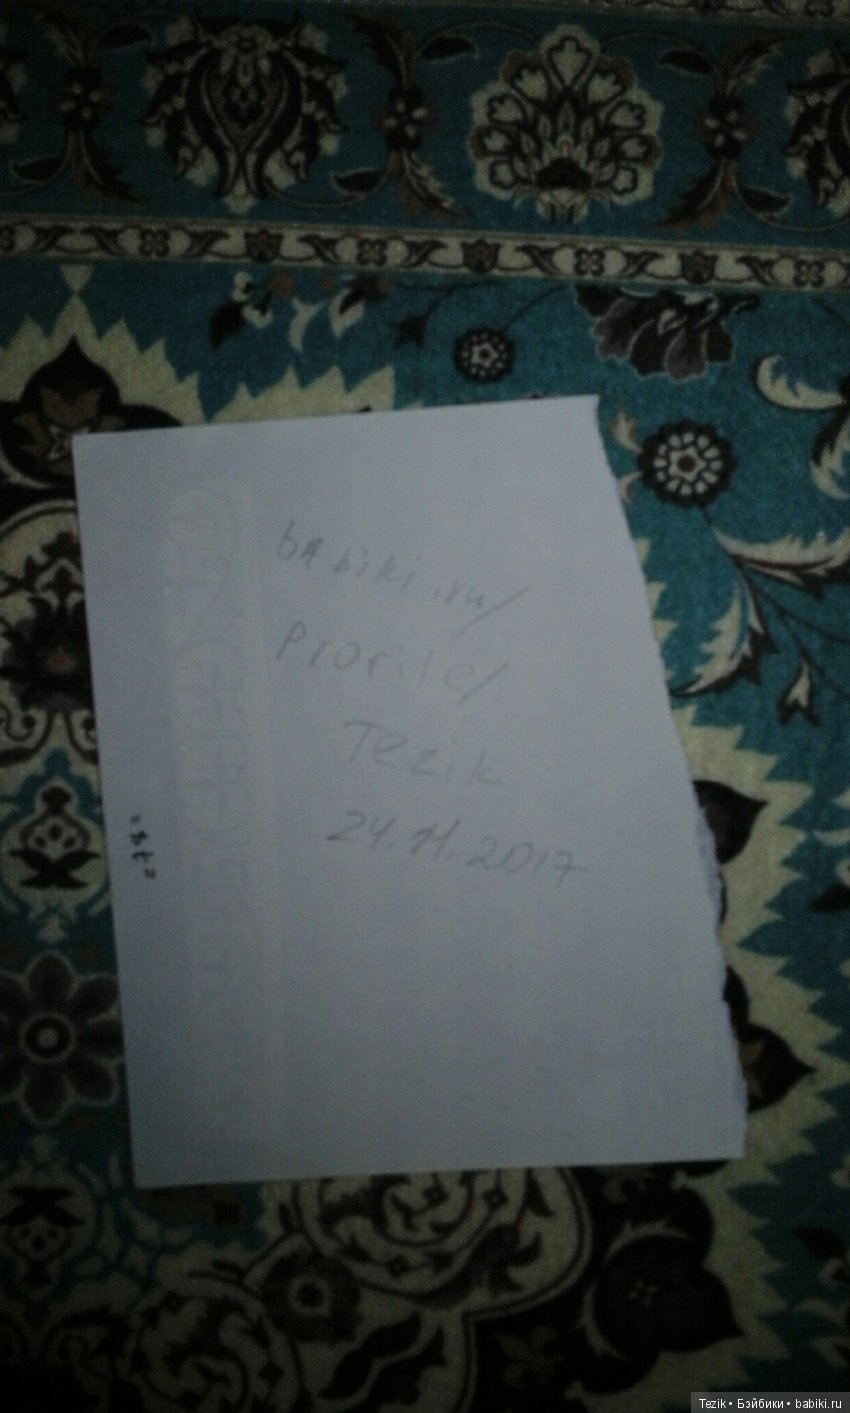 babiki.ru/
Profile/
Tezik
24.11.2017
Tezik • Бэйбики • babiki.ru